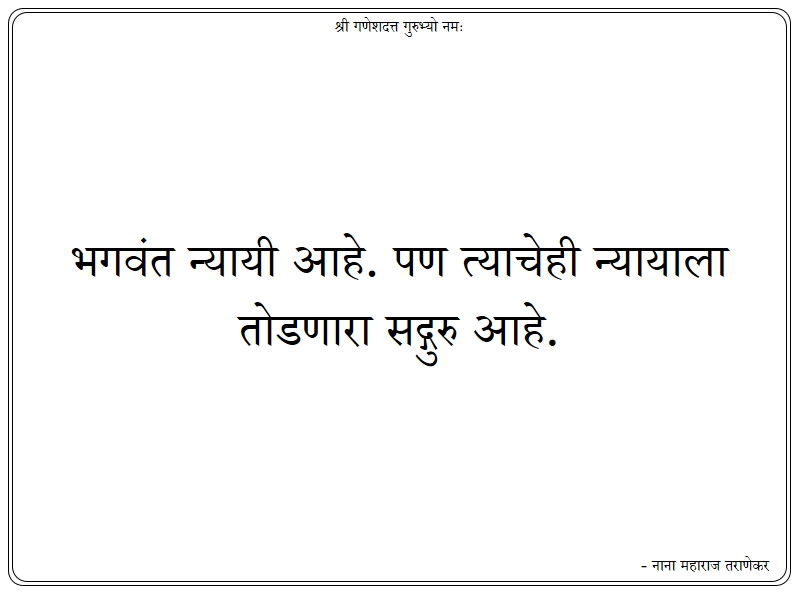 श्री गणेशदत्त गुरुभ्यो नमः
भगवंत न्यायी आहे. पण त्याचेही न्यायाला
तोडणारा सद्गुरु आहे.
- नाना महाराज तराणेकर